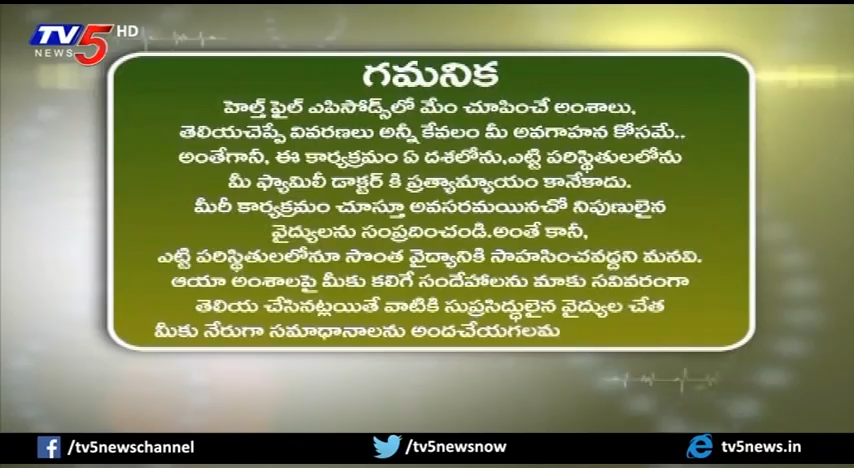 TV5 HD
NEWS
గమనిక
హెల్త్ ఫైల్ ఎపిసోడ్స్‌లో మేం చూపించే అంశాలు,
తెలియచెప్పే వివరణలు అన్నీ కేవలం మీ అవగాహన కోసమే..
అంతేగానీ, ఈ కార్యక్రమం ఏ దశలోను,ఎట్టి పరిస్థితులలోను
మీ ఫ్యామిలీ డాక్టర్ కి ప్రత్యామ్యాయం కానేకాదు.
మీరీ కార్యక్రమం చూస్తూ అవసరమయినచో నిపుణులైన
వైద్యులను సంప్రదించండి.అంతే కానీ,
ఎట్టి పరిస్థితులలోనూ సొంత వైద్యానికి సాహసించవద్దని మనవి.
ఆయా అంశాలపై మీకు కలిగే సందేహాలను మాకు సవివరంగా
తెలియ చేసినట్లయితే వాటికి సుప్రసిద్ధులైన వైద్యుల చేత
మీకు నేరుగా సమాధానాలను అందచేయగలమ
/tv5newschannel
/tv5newsnow
tv5news.in